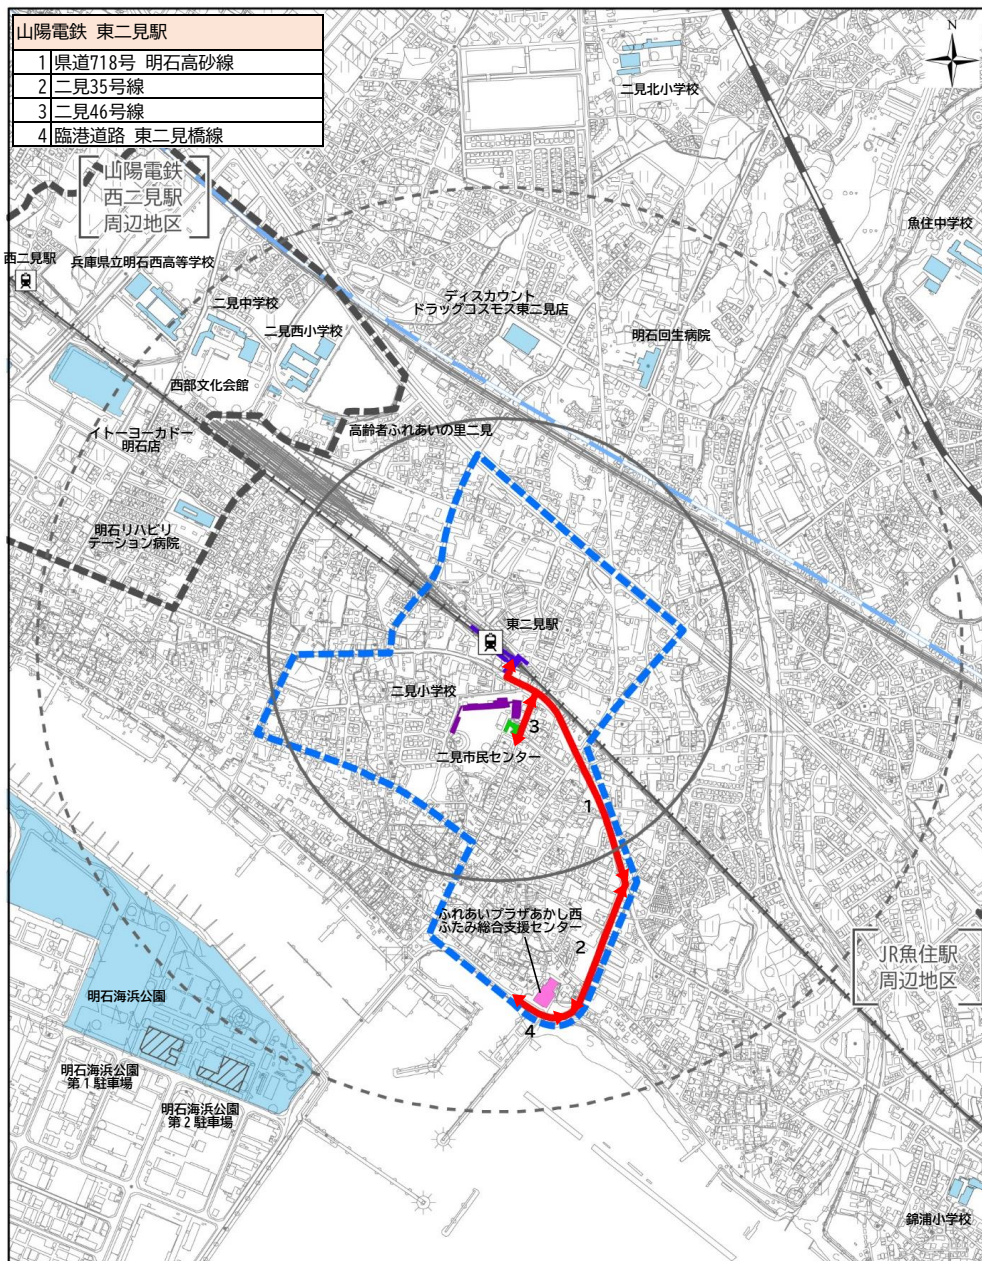 山陽電鉄 東二見駅
1 県道718号 明石高砂線
2 二見35号線
3 二見46号線
4 臨港道路 東二見橋線
N
二見北小学校
山陽電鉄
西二見駅
周辺地区
魚住中学校
西二見駅
兵庫県立明石西高等学校
二見中学校
二見西小学校
ディスカウント
ドラッグコスモス東二見店
明石回生病院
西部文化会館
イトーヨーカドー
明石店
高齢者ふれあいの里二見
明石リハビリ
テーション病院
東二見駅
二見小学校
3
二見市民センター
1
ふれあいプラザあかし西
ふたみ総合支援センター
2
JR魚住駅
周辺地区
明石海浜公園
4
明石海浜公園
第1駐車場
明石海浜公園
第2駐車場
錦浦小学校